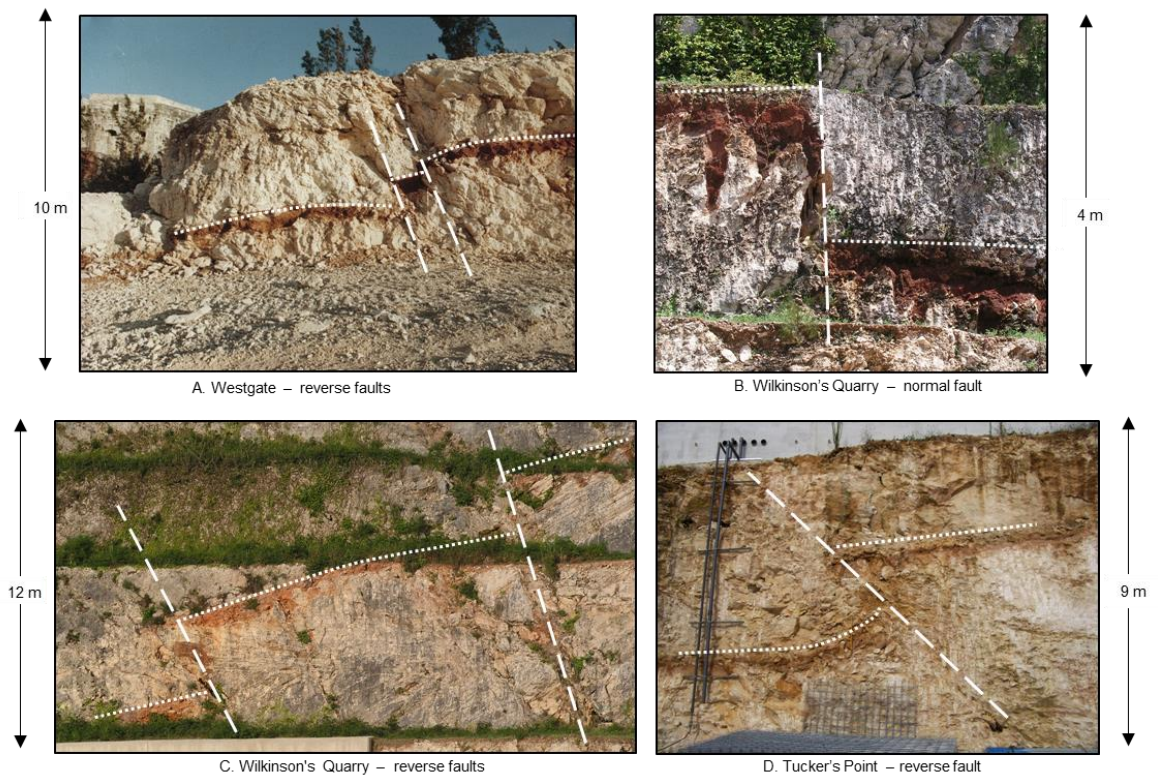 10 m
A. Westgate – reverse faults
4 m
B. Wilkinson's Quarry – normal fault
12 m
C. Wilkinson's Quarry – reverse faults
9 m
D. Tucker's Point – reverse fault